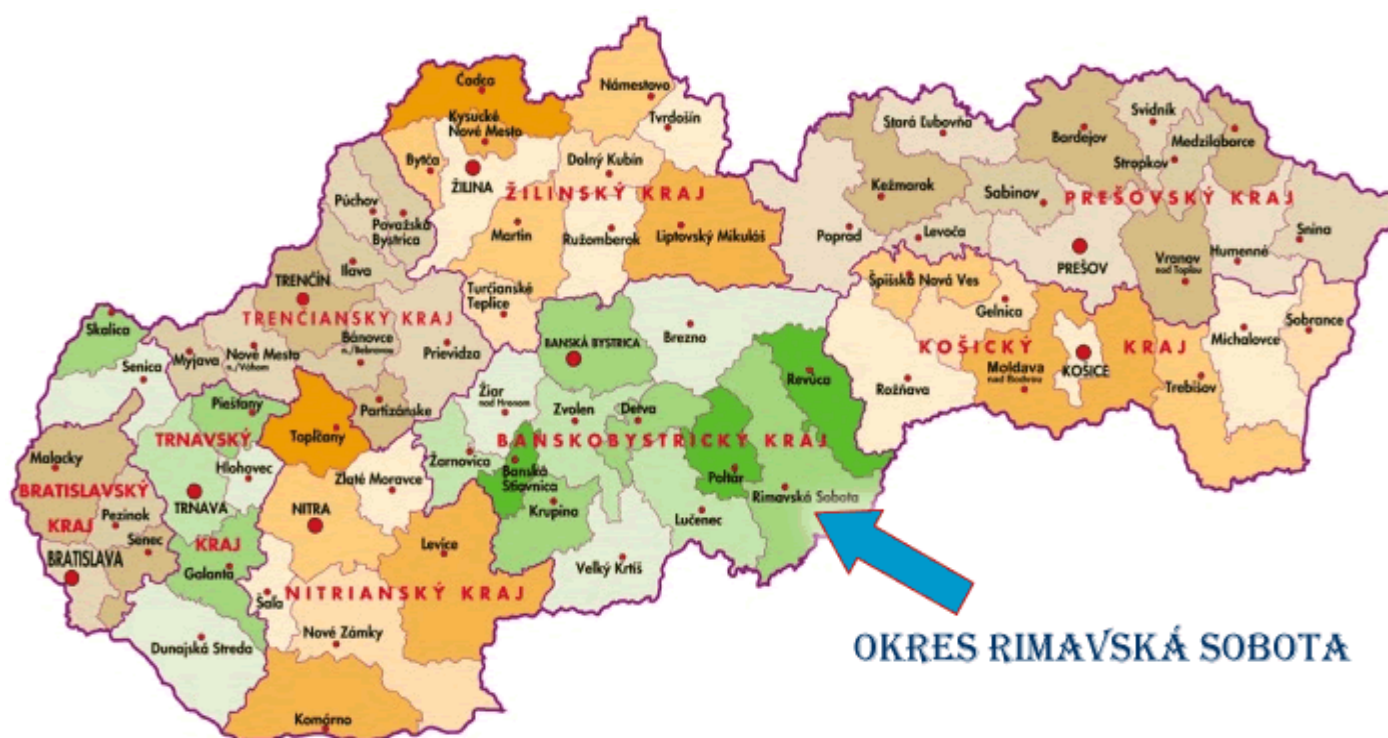 Čadca
Námestovo
Tvrdošín
Kysucké
Nové Mesto
Bytča
ŽILINA
Dolný Kubín
ŽILINSKÝ KRAJ
Martin
Ružomberok
Liptovský Mikuláš
Turčianské
Teplice
Stará Ľubovňa
Bardejov
Svidník
Medzilaborce
Stropkov
Kežmarok
Sabinov
PREŠOVSKÝ KRAJ
Poprad
Levoča
PREŠOV
Vranov
nad Topľou
Humenné
Snina
Púchov
Považská
Bystrica
Ilava
TRENČÍN
TRENČIANSKÝ KRAJ
Bánovce
n./Bebravou
Prievidza
Myjava
Nové Mesto
n./Váhom
Partizánske
Špišská Nová Ves
Gelnica
KOŠICKÝ KRAJ
Rožňava
Moldava
nad Bodvou
KOŠICE
Trebišov
Michalovce
Sobrance
Skalica
Senica
Piešťany
TRNAVSKÝ
KRAJ
Hlohovec
TRNAVA
Galanta
Dunajská Streda
Malacky
BRATISLAVSKÝ
KRAJ
Pezinok
Senec
BRATISLAVA
Topľčany
Zlaté Moravce
NITRA
Levice
NITRIANSKÝ KRAJ
Šaľa
Nové Zámky
Komárno
BANSKÁ BYSTRICA
Brezno
Žiar
nad Hronom
Zvolen
Detva
BANSKOBYSTRICKÝ KRAJ
Revúca
Žarnovica
Banská
Štiavnica
Krupina
Poltár
Rimavská Sobota
Lučenec
Veľký Krtíš
OKRES RIMAVSKÁ SOBOTA